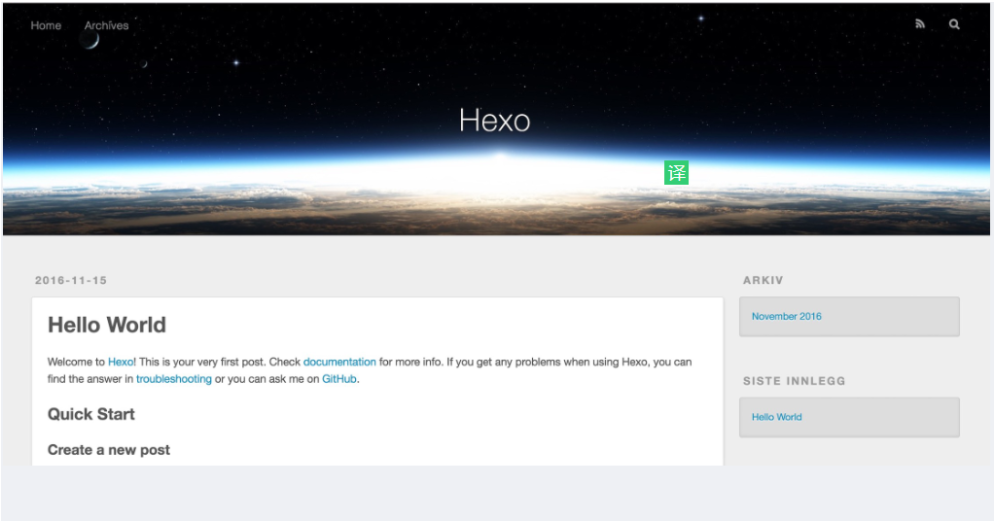 Home Archives
Hexo
译
2016-11-15
Hello World
Welcome to Hexo! This is your very first post. Check documentation for more info. If you get any problems when using Hexo, you can
find the answer in troubleshooting or you can ask me on GitHub.
Quick Start
Create a new post
ARKIV
November 2016
SISTE INNLEGG
Hello World